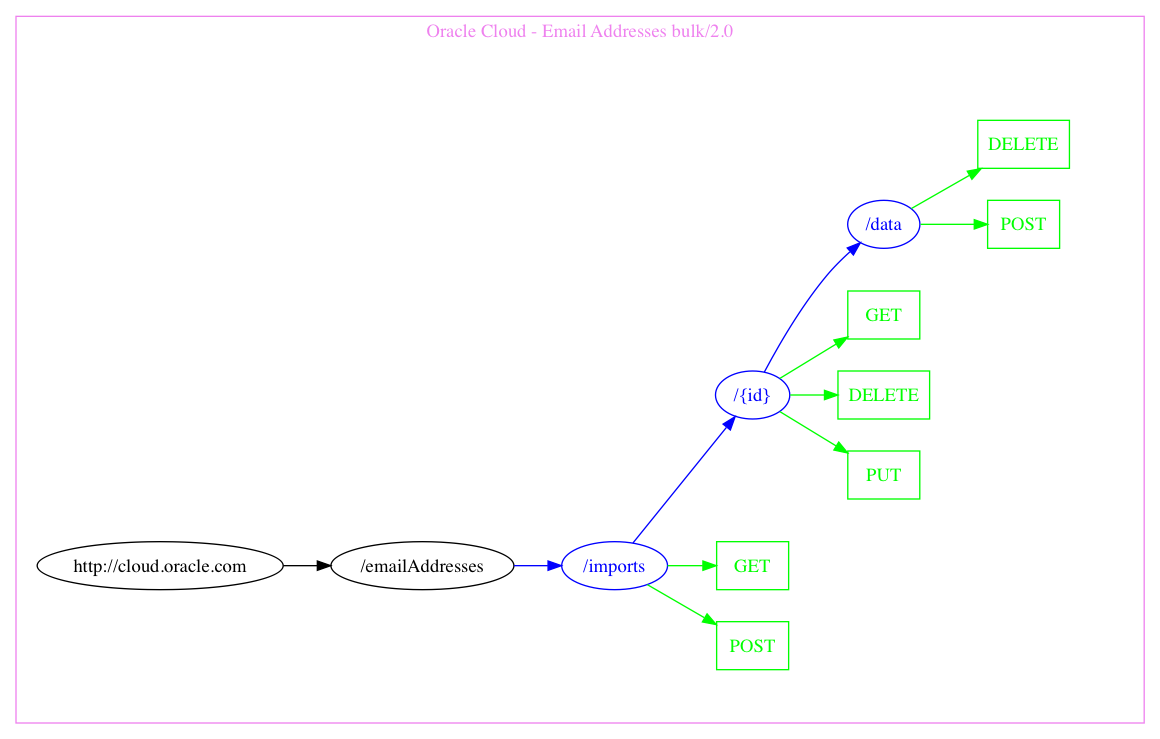 Oracle Cloud - Email Addresses bulk/2.0
DELETE
/data
POST
GET
/{id}
DELETE
PUT
http://cloud.oracle.com
/emailAddresses
/imports
GET
POST